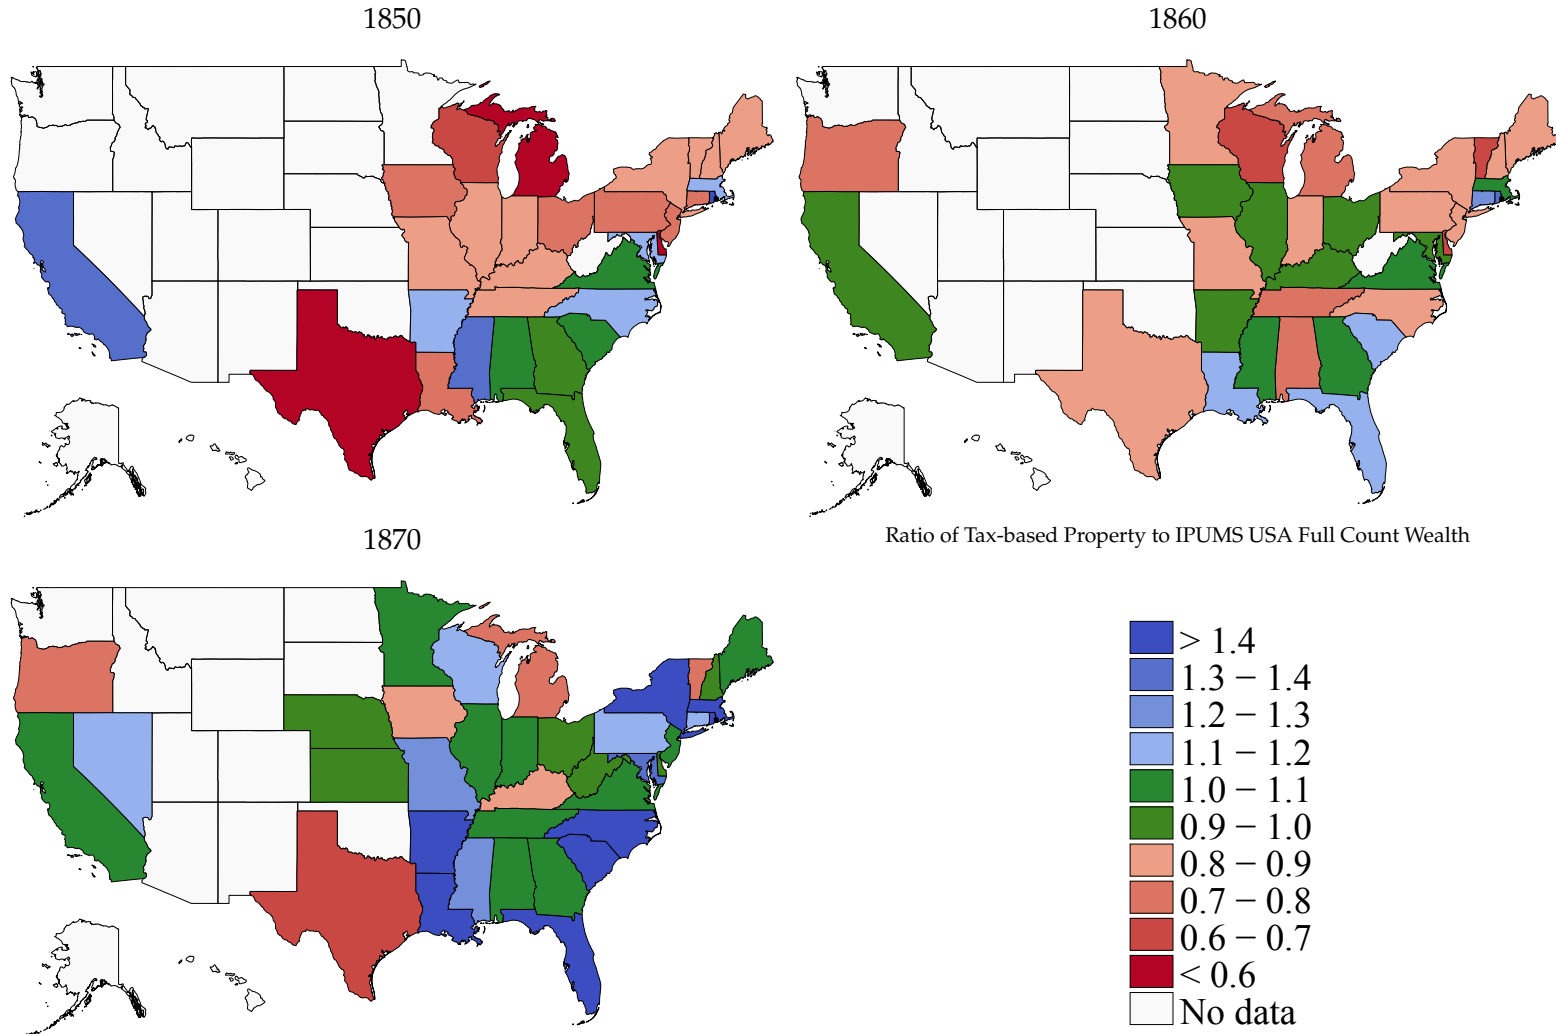 1850
1860
1870
Ratio of Tax-based Property to IPUMS USA Full Count Wealth
> 1.4
1.3 − 1.4
1.2 − 1.3
1.1 − 1.2
1.0 − 1.1
0.9 − 1.0
0.8 − 0.9
0.7 − 0.8
0.6 − 0.7
< 0.6
No data